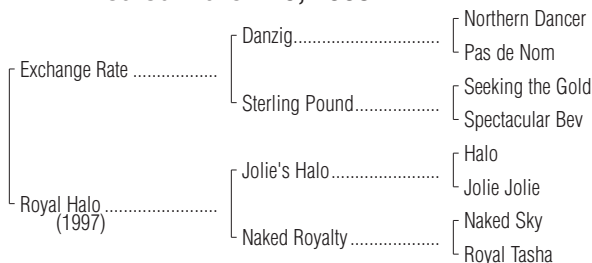 Northern Dancer
Danzig
Pas de Nom
Exchange Rate
Seeking the Gold
Sterling Pound
Spectacular Bev
Halo
Jolie's Halo
Jolie Jolie
Royal Halo
(1997)
Naked Sky
Naked Royalty
Royal Tasha